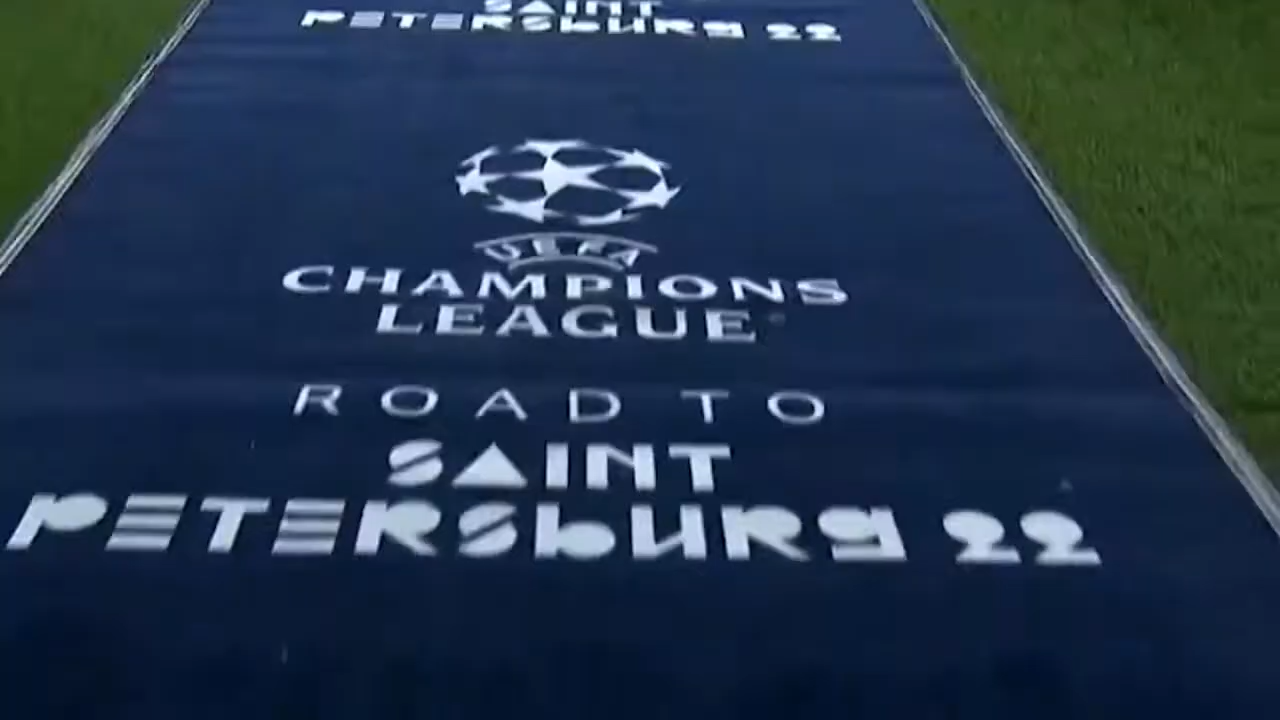 SAINT
PETERSBURG 22
UEFA
CHAMPIONS
LEAGUE
ROAD TO
SAINT
PETERSBURG 22